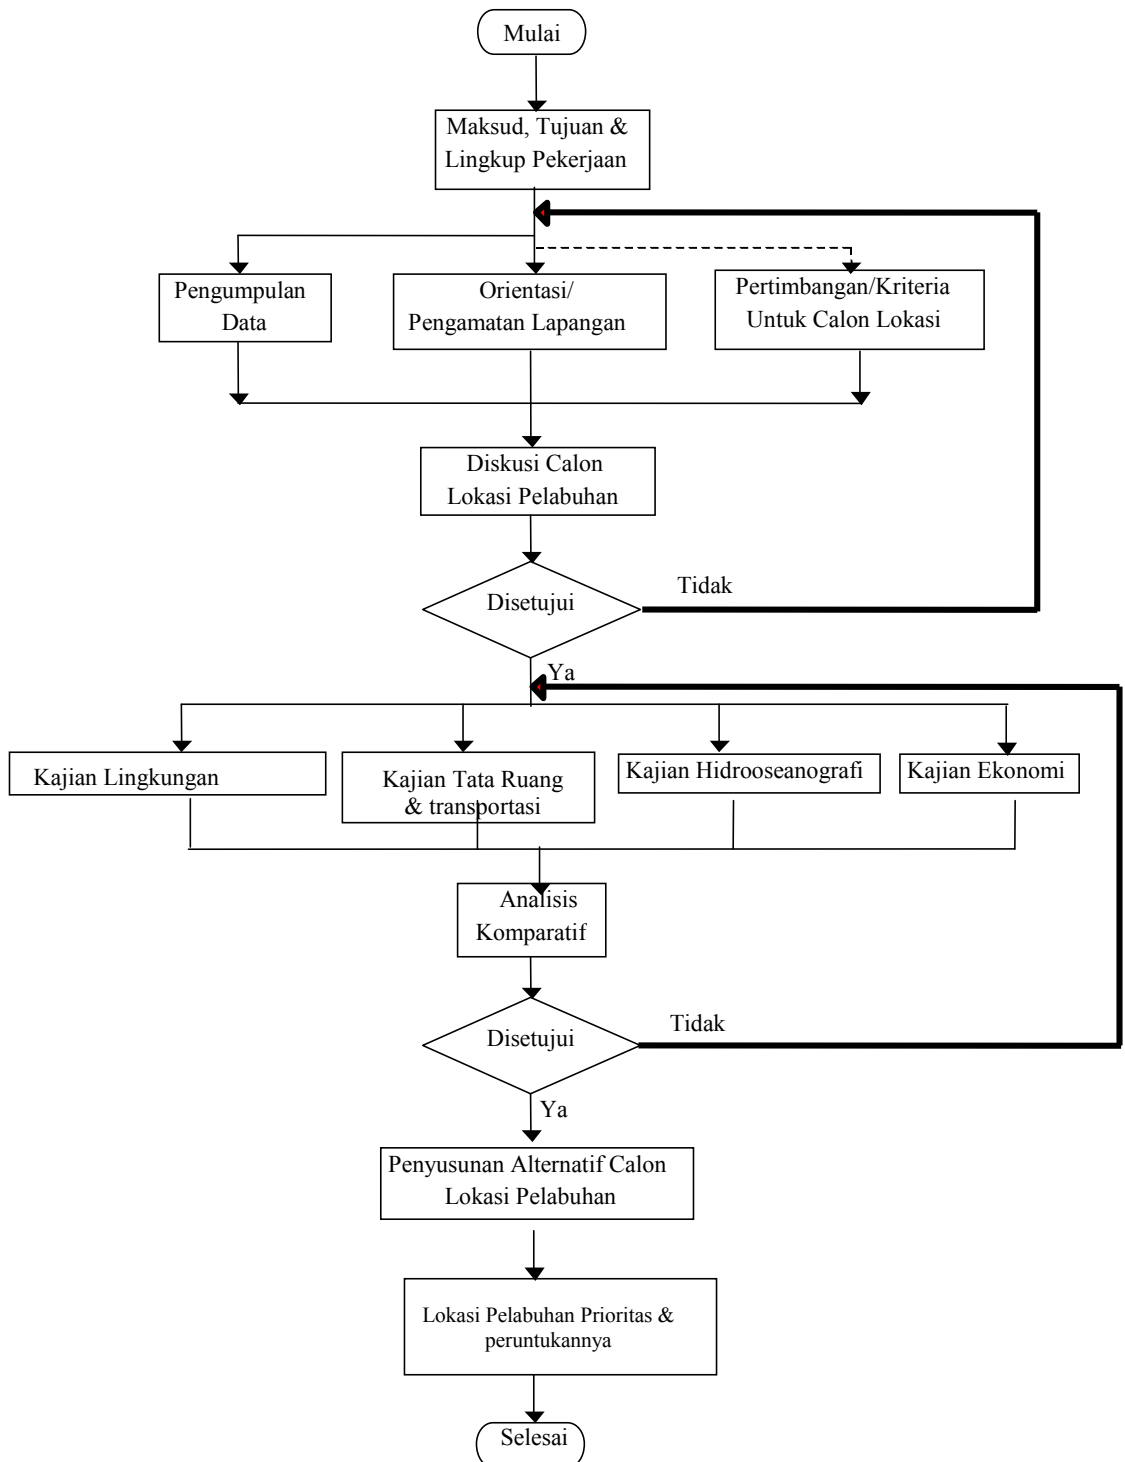 Mulai
Maksud, Tujuan &
Lingkup Pekerjaan
Pengumpulan
Data
Orientasi/
Pengamatan Lapangan
Pertimbangan/Kriteria
Untuk Calon Lokasi
Diskusi Calon
Lokasi Pelabuhan
Disetujui
Tidak
Ya
Kajian Lingkungan
Kajian Tata Ruang
& transportasi
Kajian Hidrooseanografi
Kajian Ekonomi
Analisis
Komparatif
Disetujui
Tidak
Ya
Penyusunan Alternatif Calon
Lokasi Pelabuhan
Lokasi Pelabuhan Prioritas &
peruntukannya
Selesai